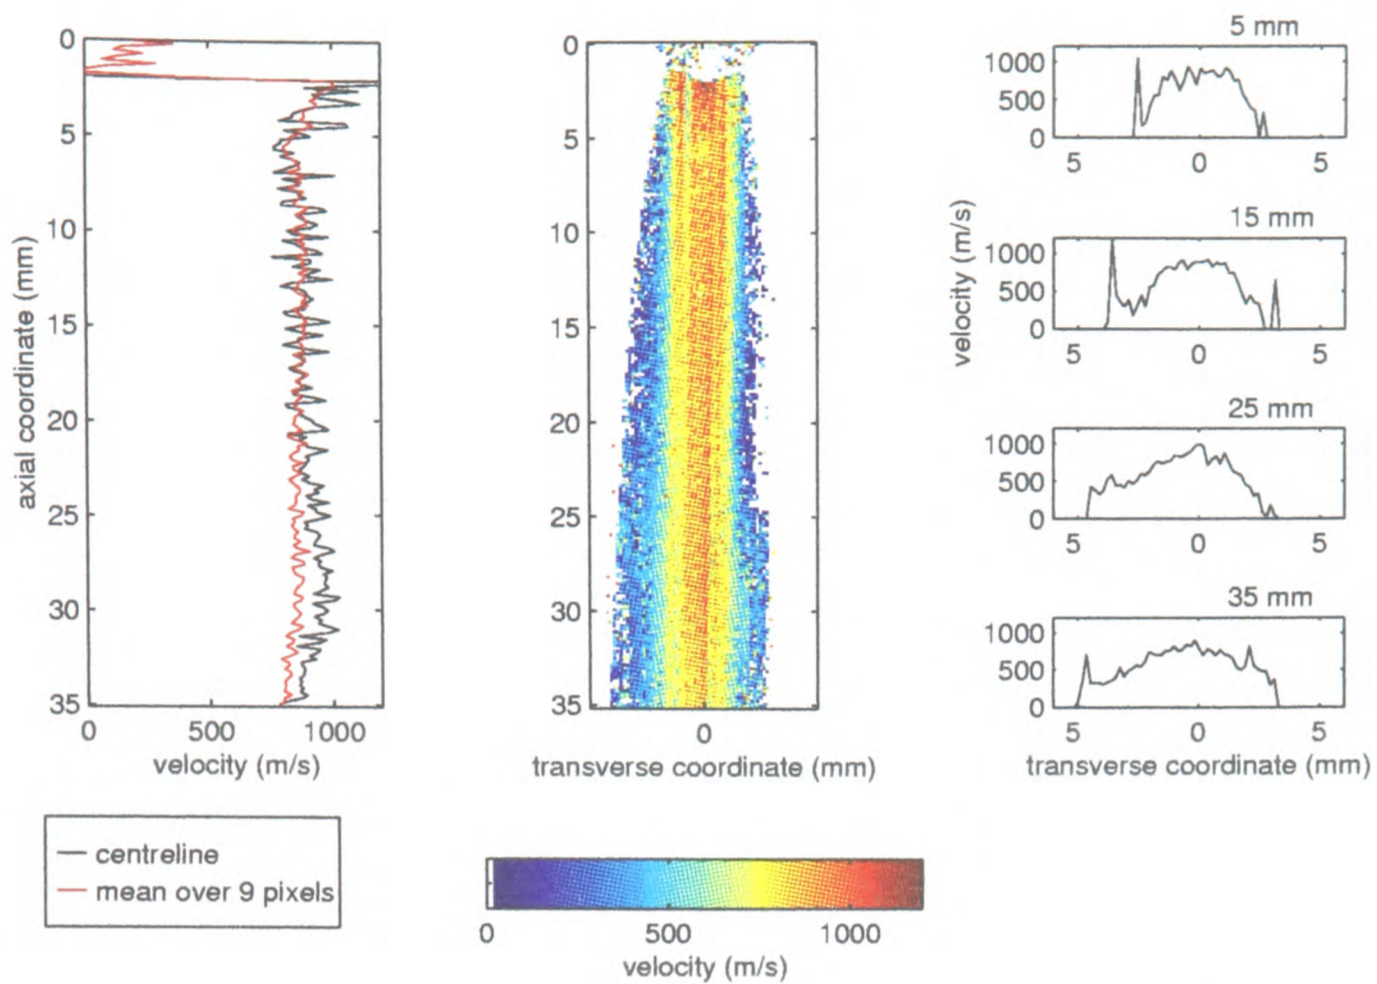 0
5
10
15
20
25
30
35
axial coordinate (mm)
0 500 1000
velocity (m/s)
centreline
mean over 9 pixels
0
5
10
15
20
25
30
35
0
transverse coordinate (mm)
0 500 1000
velocity (m/s)
velocity (m/s)
5 mm
1000
500
0
5 0 5
15 mm
1000
500
0
5 0 5
25 mm
1000
500
0
5 0 5
35 mm
1000
500
0
5 0 5
transverse coordinate (mm)